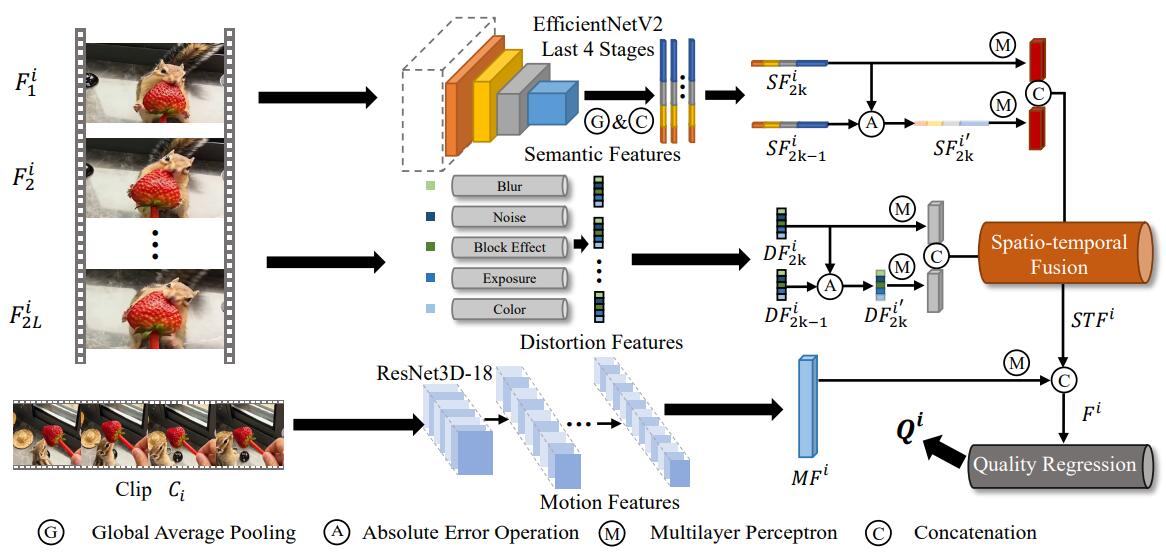 EfficientNetV2
Last 4 Stages
G & C
Semantic Features
F_1^i
F_2^i
F_{2L}^i
SF_{2k}^i
SF_{2k-1}^i
A
SF_{2k}^{i'}
M
M
C
Blur
Noise
Block Effect
Exposure
Color
Distortion Features
DF_{2k}^i
DF_{2k-1}^i
A
DF_{2k}^{i'}
M
M
C
Spatio-temporal
Fusion
STF^i
ResNet3D-18
Motion Features
MF^i
M
C
F^i
Q^i
Quality Regression
Clip C_i
G Global Average Pooling
A Absolute Error Operation
M Multilayer Perceptron
C Concatenation